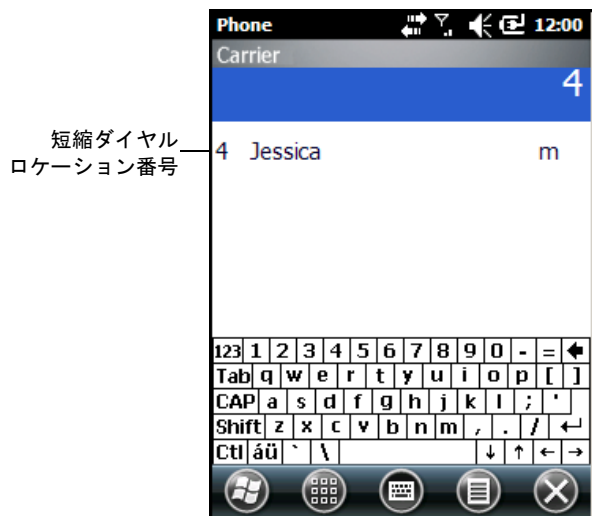 Phone 12:00
Carrier
4
短縮ダイヤル
ロケーション番号
4 Jessica m
123 1 2 3 4 5 6 7 8 9 0 - =
Tab q w e r t y u i o p [ ]
CAP a s d f g h j k l ; '
Shift z x c v b n m , . / ↵
Ctl áü ` \ ↓ ↑ ← →